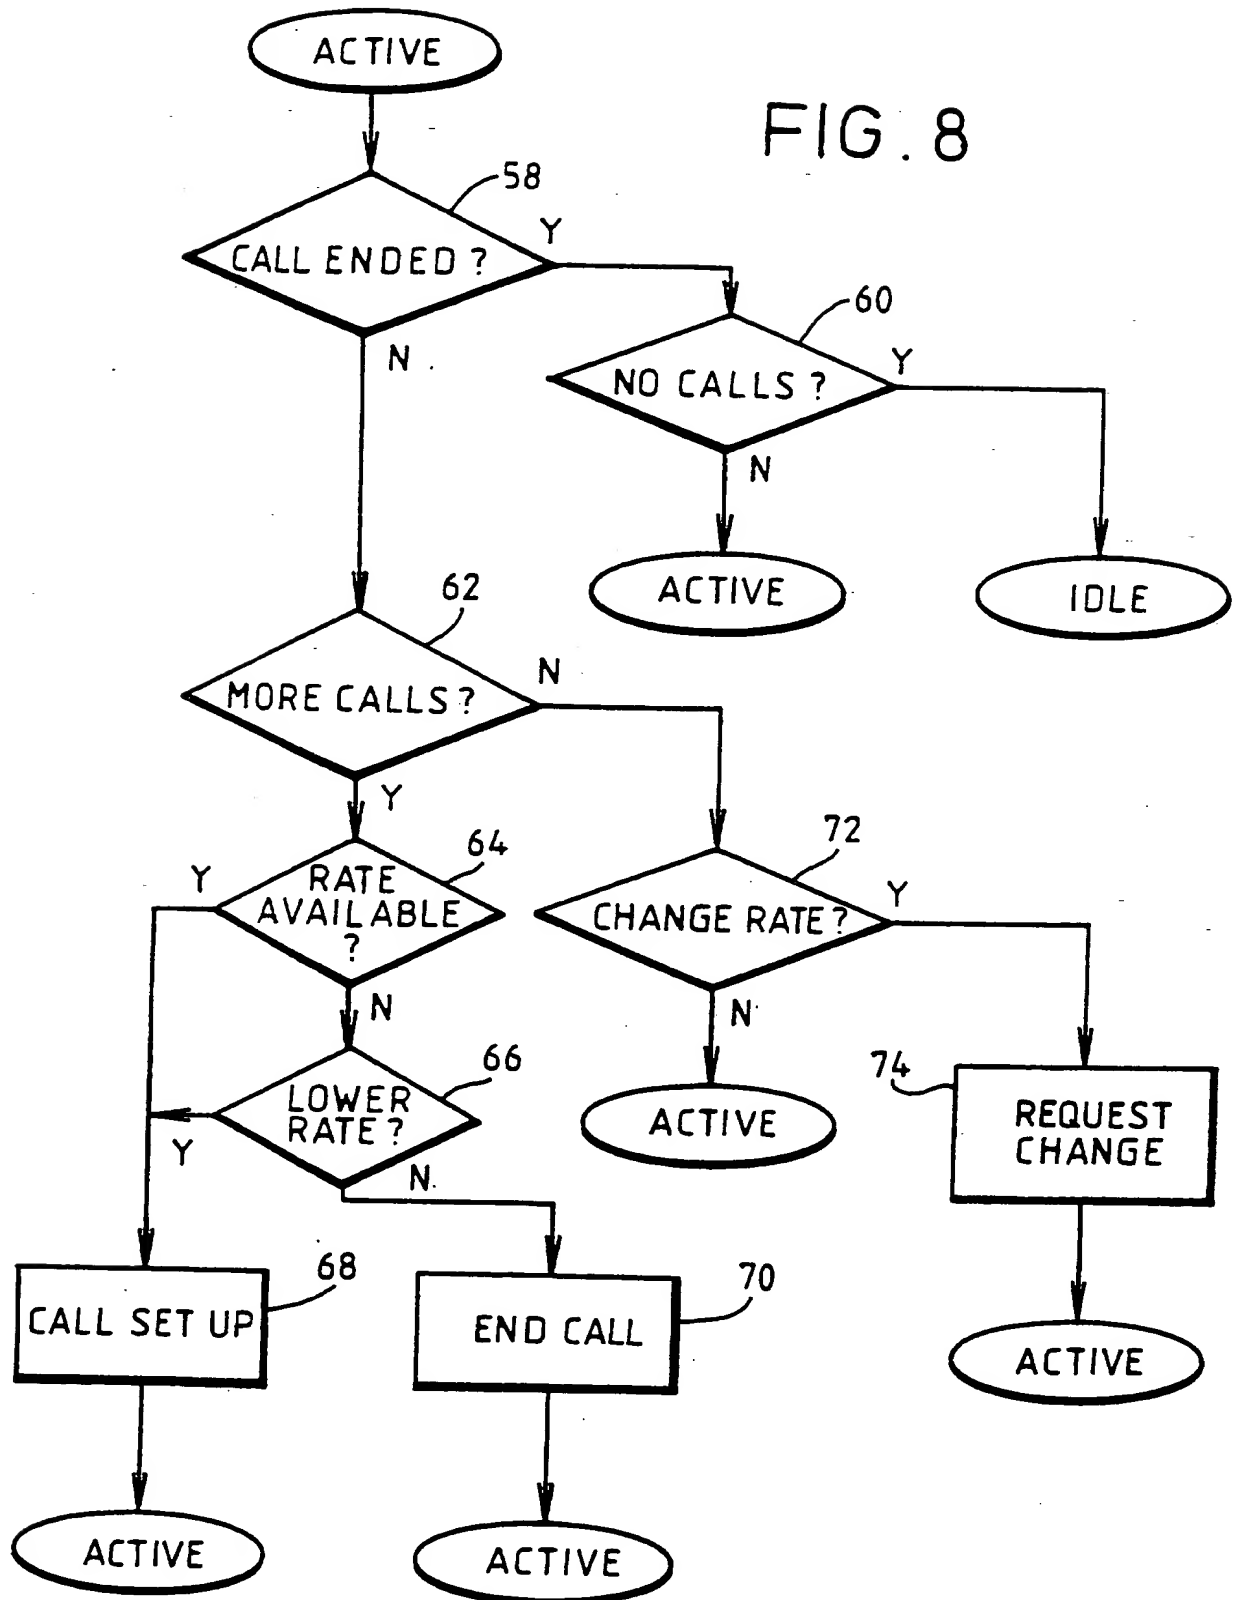 ACTIVE
FIG. 8
58
CALL ENDED ?
Y
N
60
NO CALLS ?
Y
N
ACTIVE
IDLE
62
MORE CALLS ?
N
Y
64
Y
RATE
AVAILABLE
?
N
72
CHANGE RATE ?
Y
N
66
LOWER
RATE ?
Y
N
ACTIVE
74
REQUEST
CHANGE
68
CALL SET UP
70
END CALL
ACTIVE
ACTIVE
ACTIVE